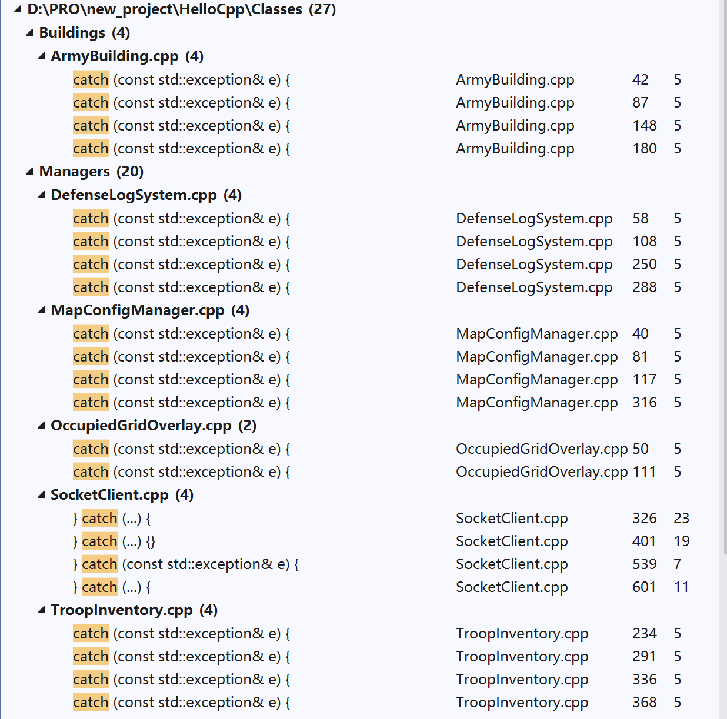 D:\PRO\new_project\HelloCpp\Classes (27)
Buildings (4)
ArmyBuilding.cpp (4)
catch (const std::exception& e) { ArmyBuilding.cpp 42 5
catch (const std::exception& e) { ArmyBuilding.cpp 87 5
catch (const std::exception& e) { ArmyBuilding.cpp 148 5
catch (const std::exception& e) { ArmyBuilding.cpp 180 5
Managers (20)
DefenseLogSystem.cpp (4)
catch (const std::exception& e) { DefenseLogSystem.cpp 58 5
catch (const std::exception& e) { DefenseLogSystem.cpp 108 5
catch (const std::exception& e) { DefenseLogSystem.cpp 250 5
catch (const std::exception& e) { DefenseLogSystem.cpp 288 5
MapConfigManager.cpp (4)
catch (const std::exception& e) { MapConfigManager.cpp 40 5
catch (const std::exception& e) { MapConfigManager.cpp 81 5
catch (const std::exception& e) { MapConfigManager.cpp 117 5
catch (const std::exception& e) { MapConfigManager.cpp 316 5
OccupiedGridOverlay.cpp (2)
catch (const std::exception& e) { OccupiedGridOverlay.cpp 50 5
catch (const std::exception& e) { OccupiedGridOverlay.cpp 111 5
SocketClient.cpp (4)
} catch (...) { SocketClient.cpp 326 23
} catch (...) {} SocketClient.cpp 401 19
} catch (const std::exception& e) { SocketClient.cpp 539 7
} catch (...) { SocketClient.cpp 601 11
TroopInventory.cpp (4)
catch (const std::exception& e) { TroopInventory.cpp 234 5
catch (const std::exception& e) { TroopInventory.cpp 291 5
catch (const std::exception& e) { TroopInventory.cpp 336 5
catch (const std::exception& e) { TroopInventory.cpp 368 5